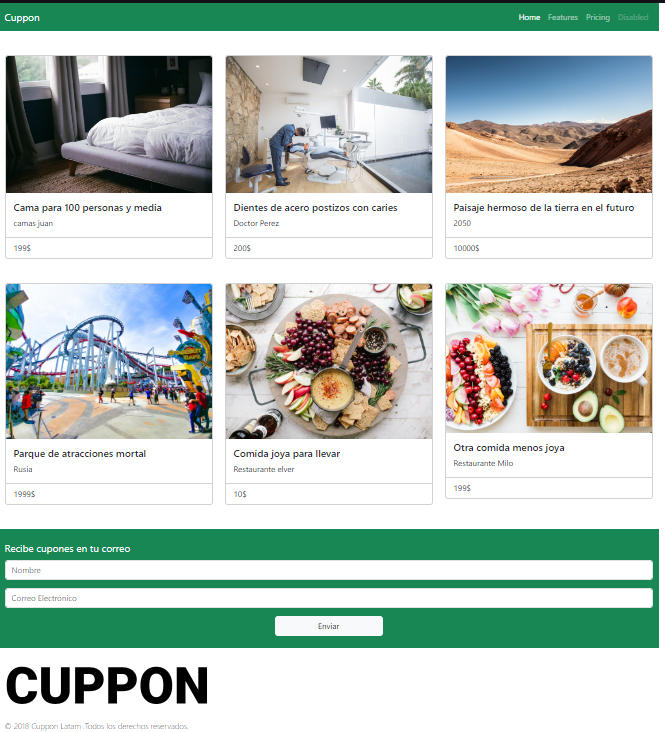 Cuppon
Home Features Pricing Disabled
Cama para 100 personas y media
camas juan
199$
Dientes de acero postizos con caries
Doctor Perez
200$
Paisaje hermoso de la tierra en el futuro
2050
10000$
Parque de atracciones mortal
Rusia
1999$
Comida joya para llevar
Restaurante elver
10$
Otra comida menos joya
Restaurante Milo
199$
Recibe cupones en tu correo
Nombre
Correo Electrónico
Enviar
CUPPON
© 2018 Cuppon Latam .Todos los derechos reservados.